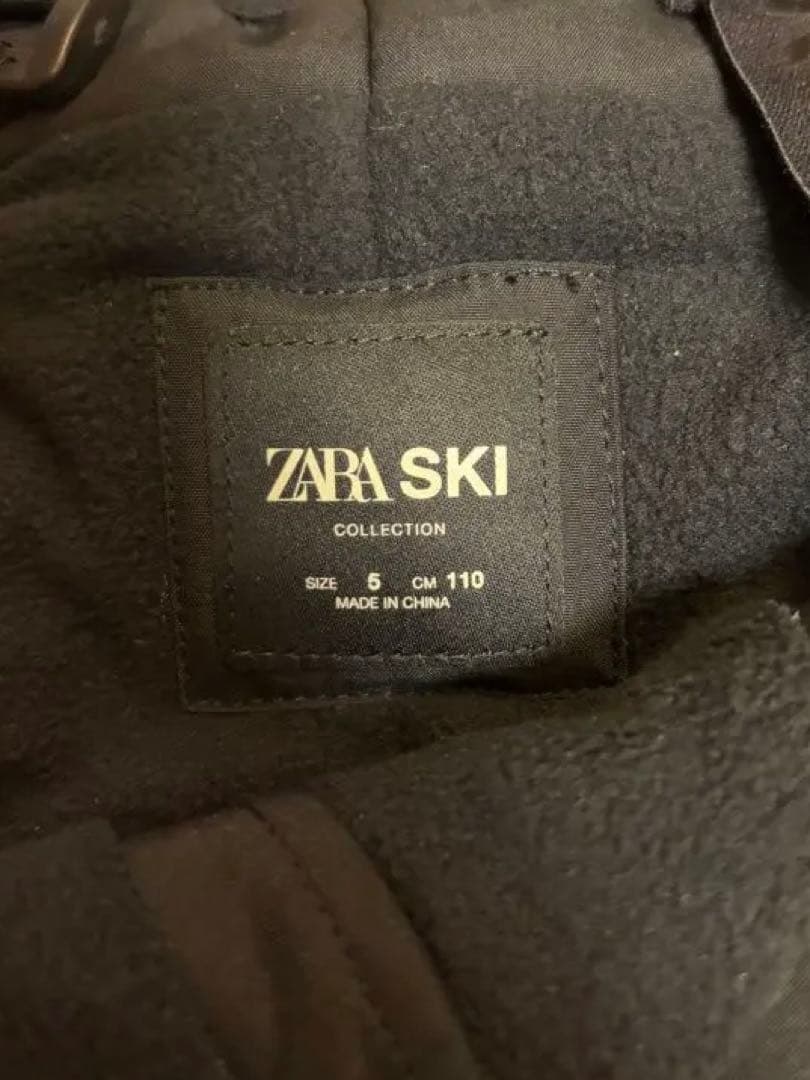 ZARA SKI
COLLECTION
SIZE 5 CM 110
MADE IN CHINA